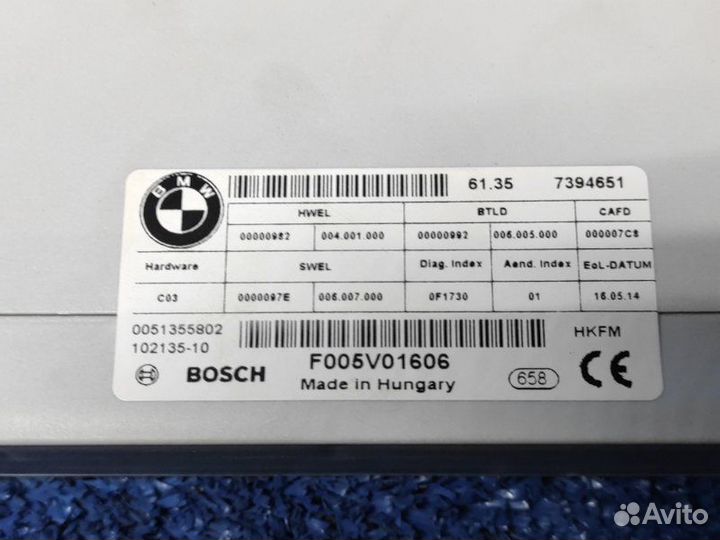 BMW
61.35 7394651
HWEL BTLD CAFD
00000982 004.001.000 00000992 006.005.000 000007C8
Hardware SWEL Diag. Index Aend. Index EoL-DATUM
C03 0000097E 006.007.000 0F1730 01 16.05.14
0051355802 HKFM
102135-10
BOSCH F005V01606 658 CE
Made in Hungary
Avito